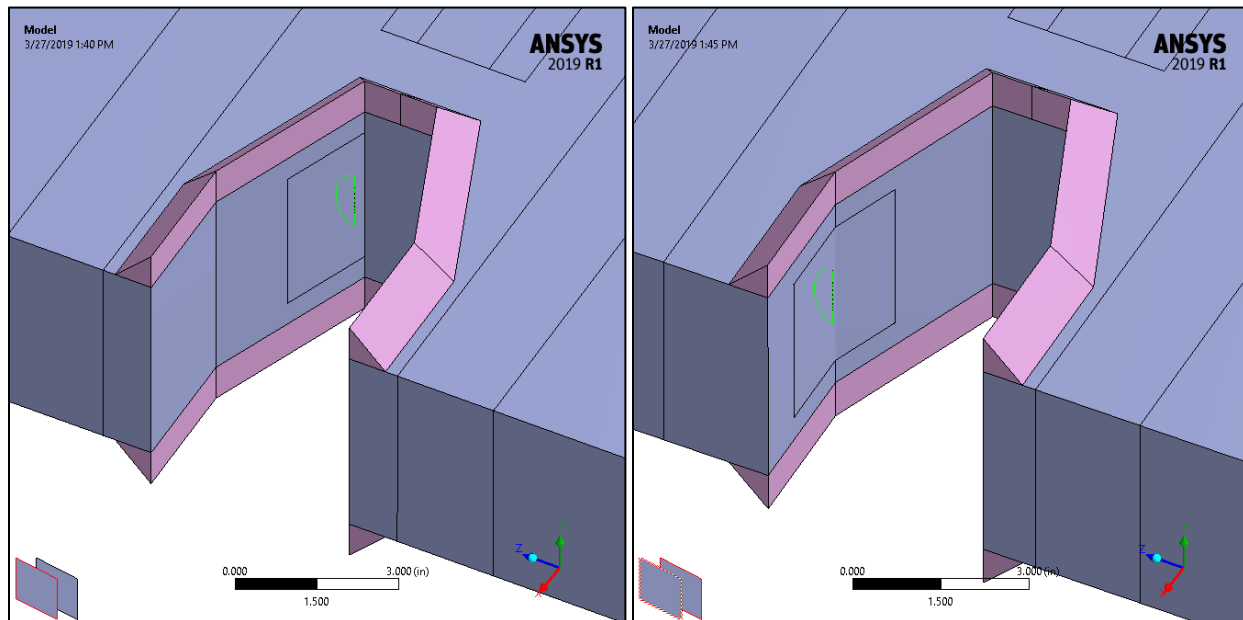 Model
3/27/2019 1:40 PM
ANSYS
2019 R1
Y
Z
X
0.000
3.000 (in)
1.500
Model
3/27/2019 1:45 PM
ANSYS
2019 R1
Y
Z
X
0.000
3.000 (in)
1.500